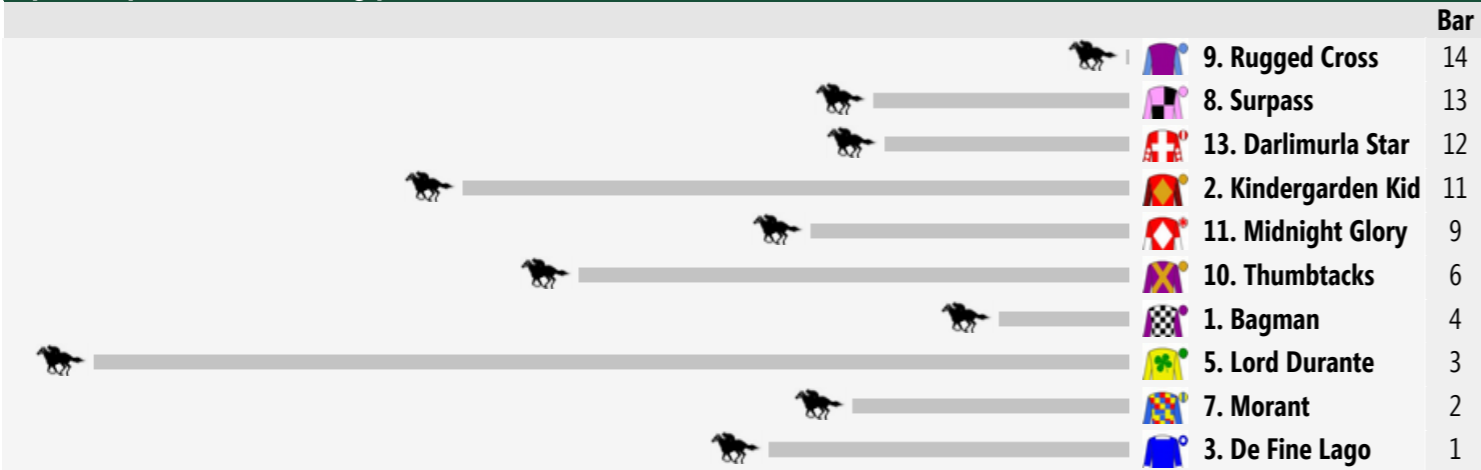 Bar
9. Rugged Cross 14
8. Surpass 13
13. Darlimurla Star 12
2. Kindergarden Kid 11
11. Midnight Glory 9
10. Thumbtacks 6
1. Bagman 4
5. Lord Durante 3
7. Morant 2
3. De Fine Lago 1